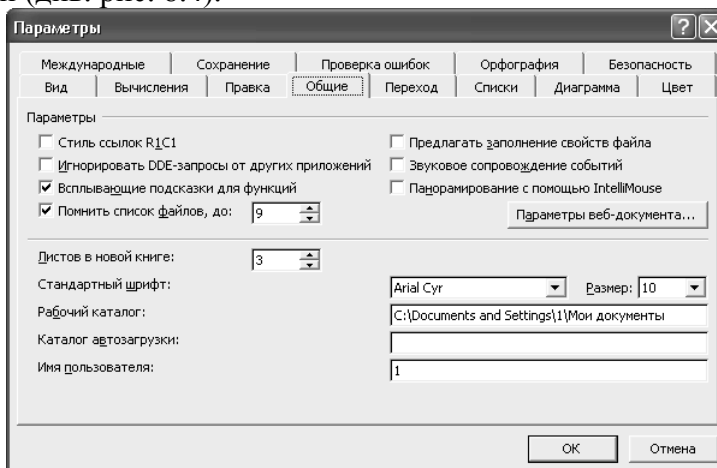 Параметры
Международные Сохранение Проверка ошибок Орфография Безопасность
Вид Вычисления Правка Общие Переход Списки Диаграмма Цвет
Параметры
Стиль ссылок R1C1 Предлагать заполнение свойств файла
Игнорировать DDE-запросы от других приложений Звуковое сопровождение событий
Всплывающие подсказки для функций Панорамирование с помощью IntelliMouse
Помнить список файлов, до: 9 Параметры веб-документа...
Листов в новой книге: 3
Стандартный шрифт: Arial Cyr Размер: 10
Рабочий каталог: C:\Documents and Settings\1\Мои документы
Каталог автозагрузки:
Имя пользователя: 1
ОК Отмена